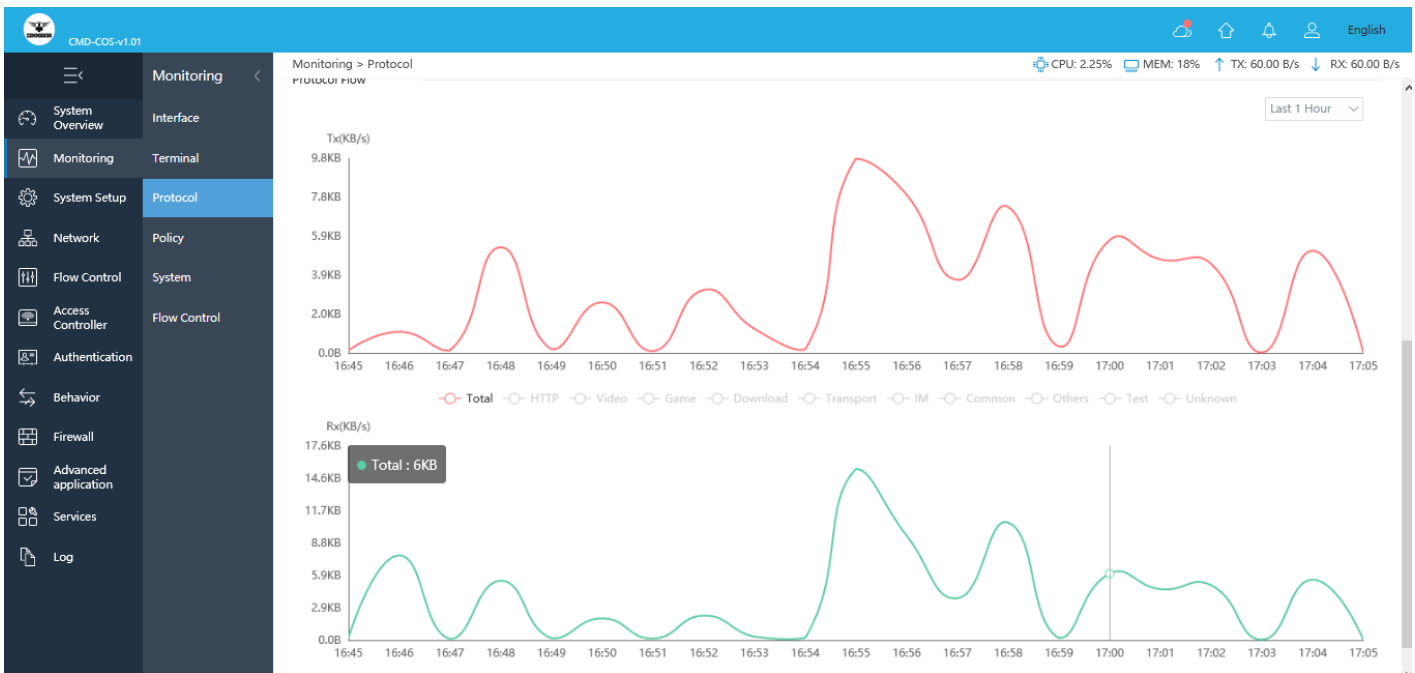 CMD-COS-v1.01
English
Monitoring
Monitoring > Protocol
CPU: 2.25%
MEM: 18%
TX: 60.00 B/s
RX: 60.00 B/s
System
Overview
Monitoring
System Setup
Network
Flow Control
Access
Controller
Authentication
Behavior
Firewall
Advanced
application
Services
Log
Interface
Terminal
Protocol
Policy
System
Flow Control
Protocol Flow
Last 1 Hour
Tx(KB/s)
9.8KB
7.8KB
5.9KB
3.9KB
2.0KB
0.0B
16:45 16:46 16:47 16:48 16:49 16:50 16:51 16:52 16:53 16:54 16:55 16:56 16:57 16:58 16:59 17:00 17:01 17:02 17:03 17:04 17:05
Total HTTP Video Game Download Transport IM Common Others Test Unknown
Rx(KB/s)
17.6KB
Total : 6KB
14.6KB
11.7KB
8.8KB
5.9KB
2.9KB
0.0B
16:45 16:46 16:47 16:48 16:49 16:50 16:51 16:52 16:53 16:54 16:55 16:56 16:57 16:58 16:59 17:00 17:01 17:02 17:03 17:04 17:05